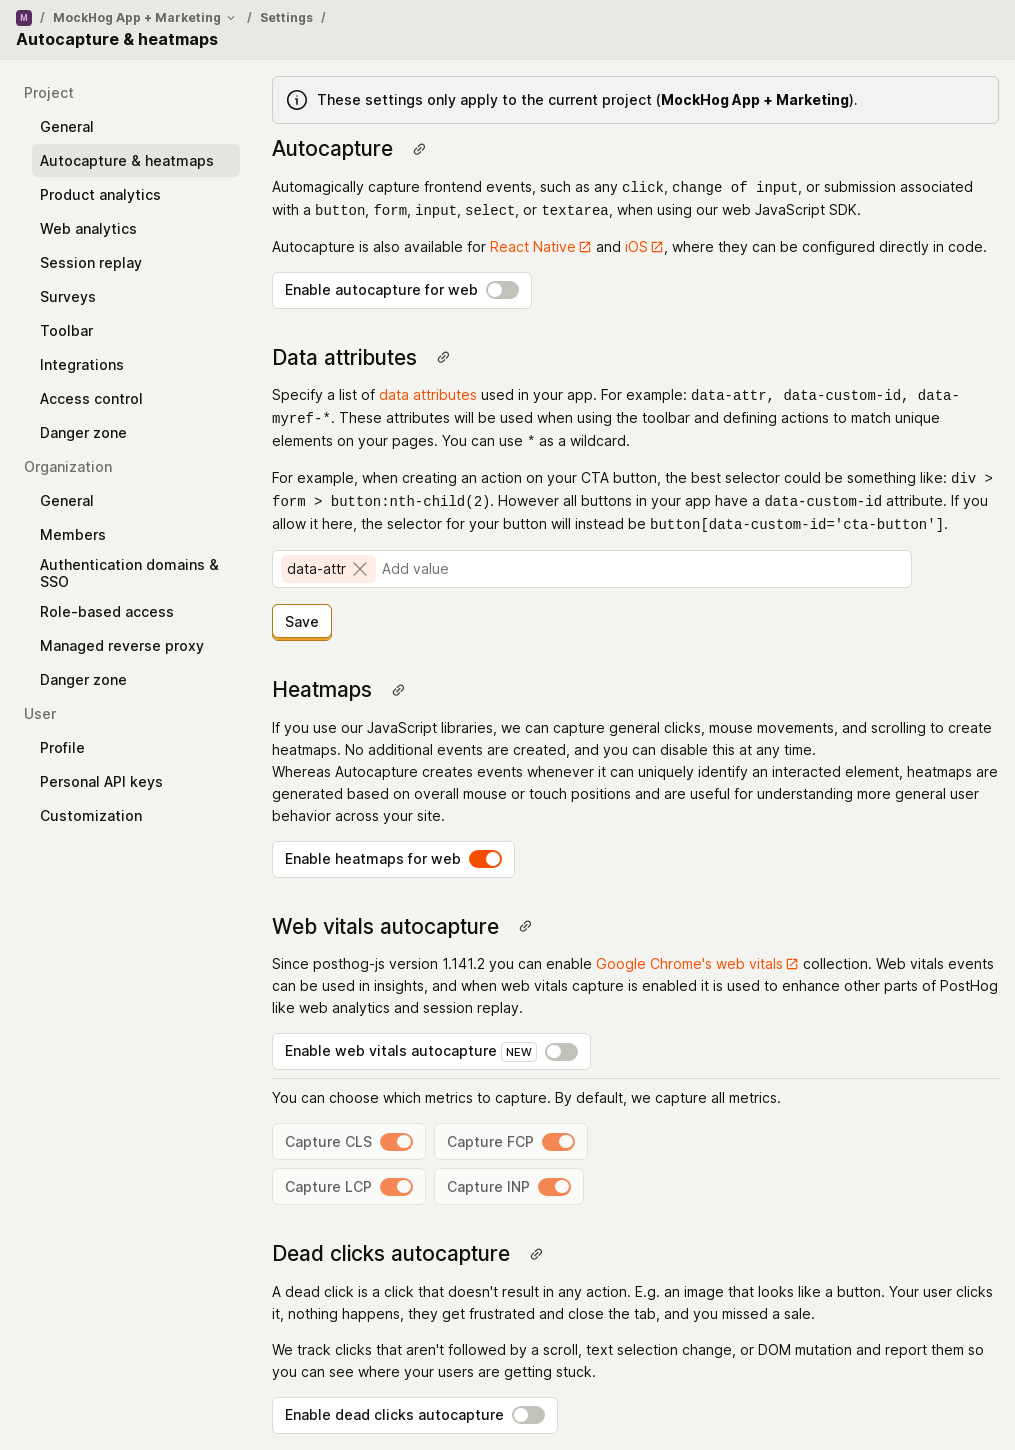 M / MockHog App + Marketing / Settings /
Autocapture & heatmaps
Project
General
Autocapture & heatmaps
Product analytics
Web analytics
Session replay
Surveys
Toolbar
Integrations
Access control
Danger zone
Organization
General
Members
Authentication domains &
SSO
Role-based access
Managed reverse proxy
Danger zone
User
Profile
Personal API keys
Customization
These settings only apply to the current project (MockHog App + Marketing).
Autocapture
Automagically capture frontend events, such as any click, change of input, or submission associated
with a button, form, input, select, or textarea, when using our web JavaScript SDK.
Autocapture is also available for React Native and iOS, where they can be configured directly in code.
Enable autocapture for web
Data attributes
Specify a list of data attributes used in your app. For example: data-attr, data-custom-id, data-
myref-*. These attributes will be used when using the toolbar and defining actions to match unique
elements on your pages. You can use * as a wildcard.
For example, when creating an action on your CTA button, the best selector could be something like: div >
form > button:nth-child(2). However all buttons in your app have a data-custom-id attribute. If you
allow it here, the selector for your button will instead be button[data-custom-id='cta-button'].
data-attr Add value
Save
Heatmaps
If you use our JavaScript libraries, we can capture general clicks, mouse movements, and scrolling to create
heatmaps. No additional events are created, and you can disable this at any time.
Whereas Autocapture creates events whenever it can uniquely identify an interacted element, heatmaps are
generated based on overall mouse or touch positions and are useful for understanding more general user
behavior across your site.
Enable heatmaps for web
Web vitals autocapture
Since posthog-js version 1.141.2 you can enable Google Chrome's web vitals collection. Web vitals events
can be used in insights, and when web vitals capture is enabled it is used to enhance other parts of PostHog
like web analytics and session replay.
Enable web vitals autocapture NEW
You can choose which metrics to capture. By default, we capture all metrics.
Capture CLS Capture FCP
Capture LCP Capture INP
Dead clicks autocapture
A dead click is a click that doesn't result in any action. E.g. an image that looks like a button. Your user clicks
it, nothing happens, they get frustrated and close the tab, and you missed a sale.
We track clicks that aren't followed by a scroll, text selection change, or DOM mutation and report them so
you can see where your users are getting stuck.
Enable dead clicks autocapture